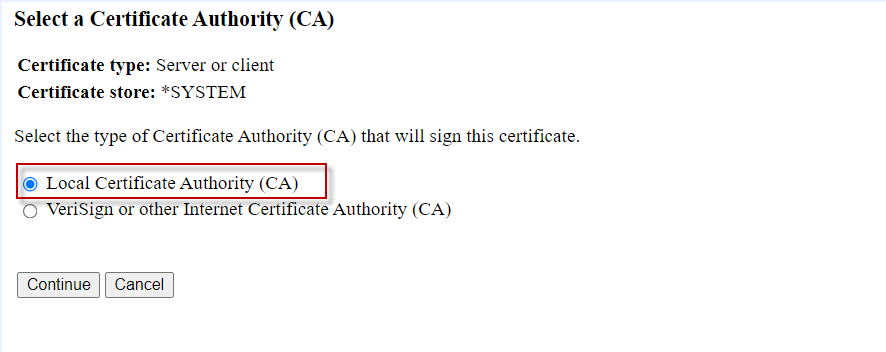 Select a Certificate Authority (CA)
Certificate type: Server or client
Certificate store: *SYSTEM
Select the type of Certificate Authority (CA) that will sign this certificate.
Local Certificate Authority (CA)
VeriSign or other Internet Certificate Authority (CA)
Continue Cancel